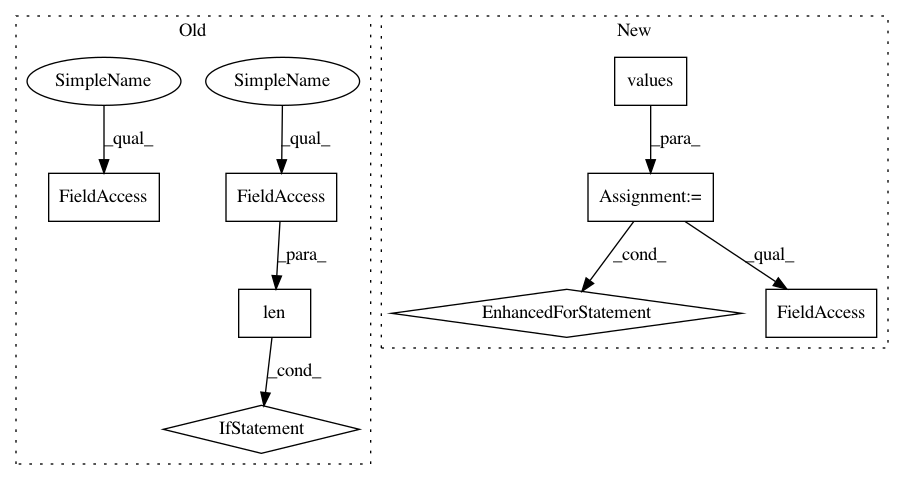 Old
New
SimpleName
SimpleName
values
_qual_
_qual_
_para_
FieldAccess
FieldAccess
Assignment:=
_para_
_cond_
_qual_
len
EnhancedForStatement
FieldAccess
_cond_
IfStatement